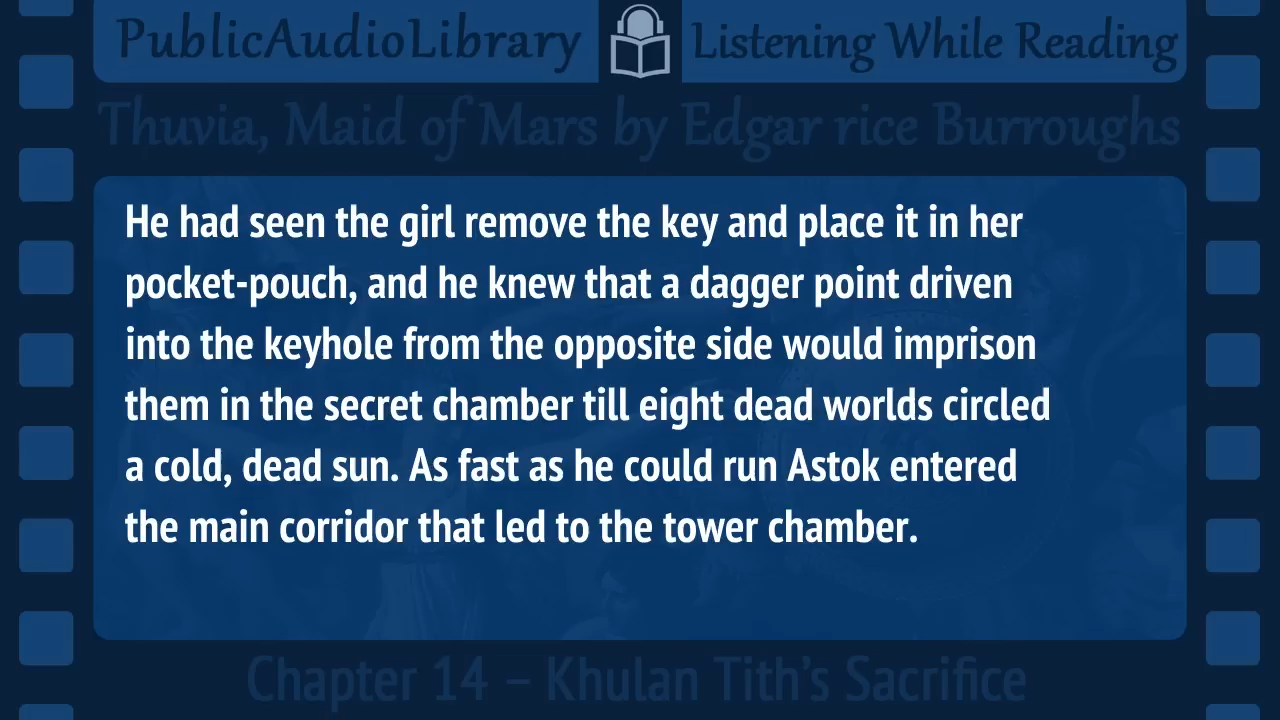 PublicAudioLibrary
Listening While Reading
Thuvia, Maid of Mars by Edgar rice Burroughs
He had seen the girl remove the key and place it in her
pocket-pouch, and he knew that a dagger point driven
into the keyhole from the opposite side would imprison
them in the secret chamber till eight dead worlds circled
a cold, dead sun. As fast as he could run Astok entered
the main corridor that led to the tower chamber.
Chapter 14 – Khulan Tith's Sacrifice